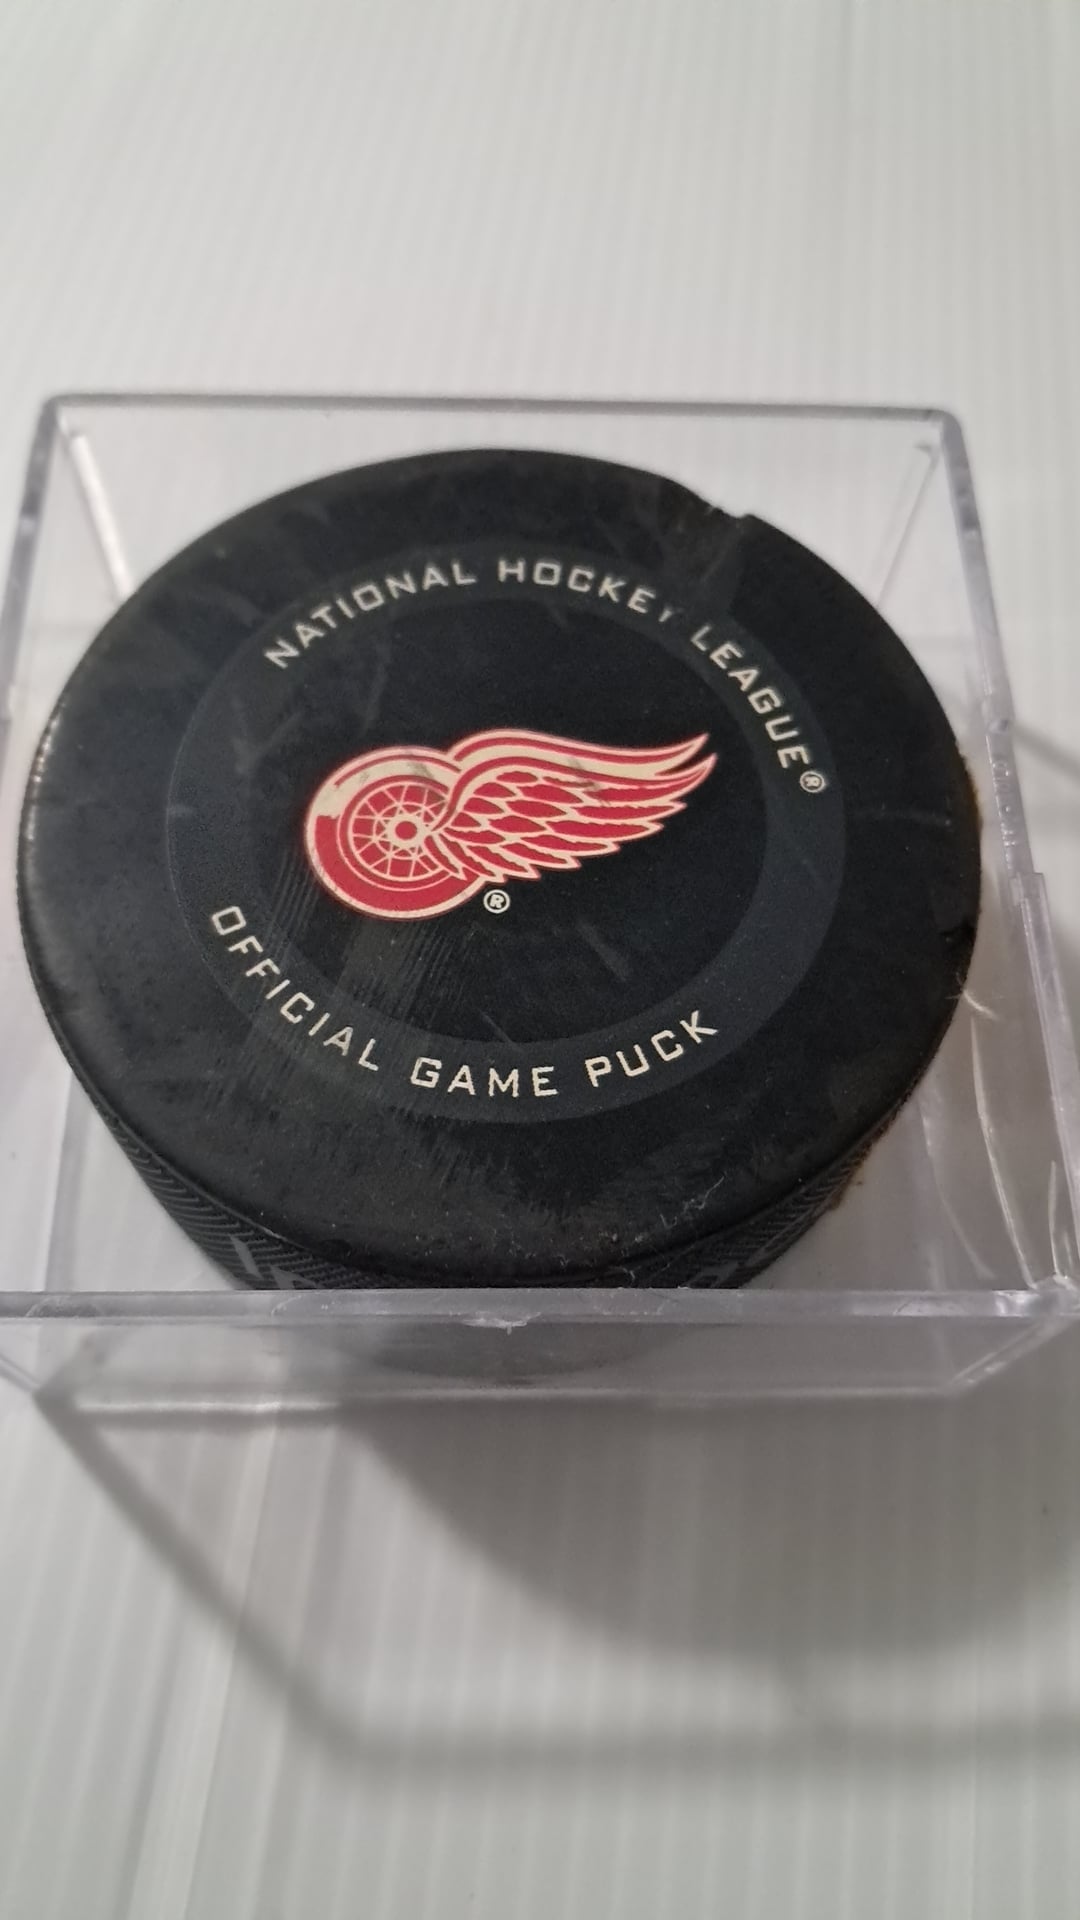 NATIONAL HOCKEY LEAGUE®
®
OFFICIAL GAME PUCK